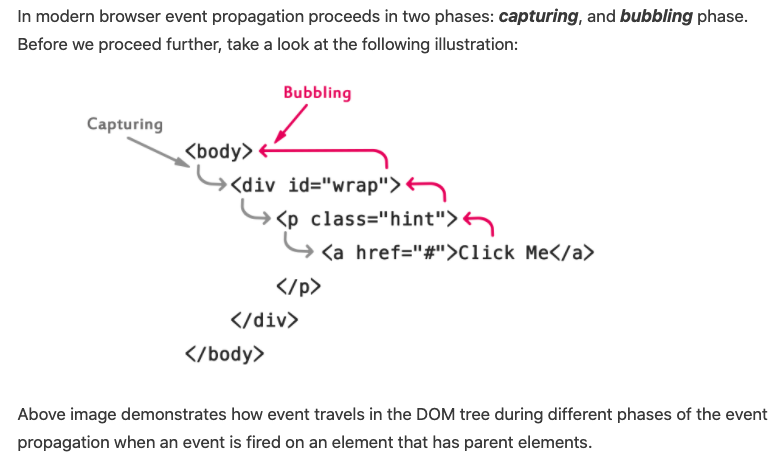 In modern browser event propagation proceeds in two phases: capturing, and bubbling phase.
Before we proceed further, take a look at the following illustration:
Bubbling
Capturing
<body>
<div id="wrap">
<p class="hint">
<a href="#">Click Me</a>
</p>
</div>
</body>
Above image demonstrates how event travels in the DOM tree during different phases of the event
propagation when an event is fired on an element that has parent elements.